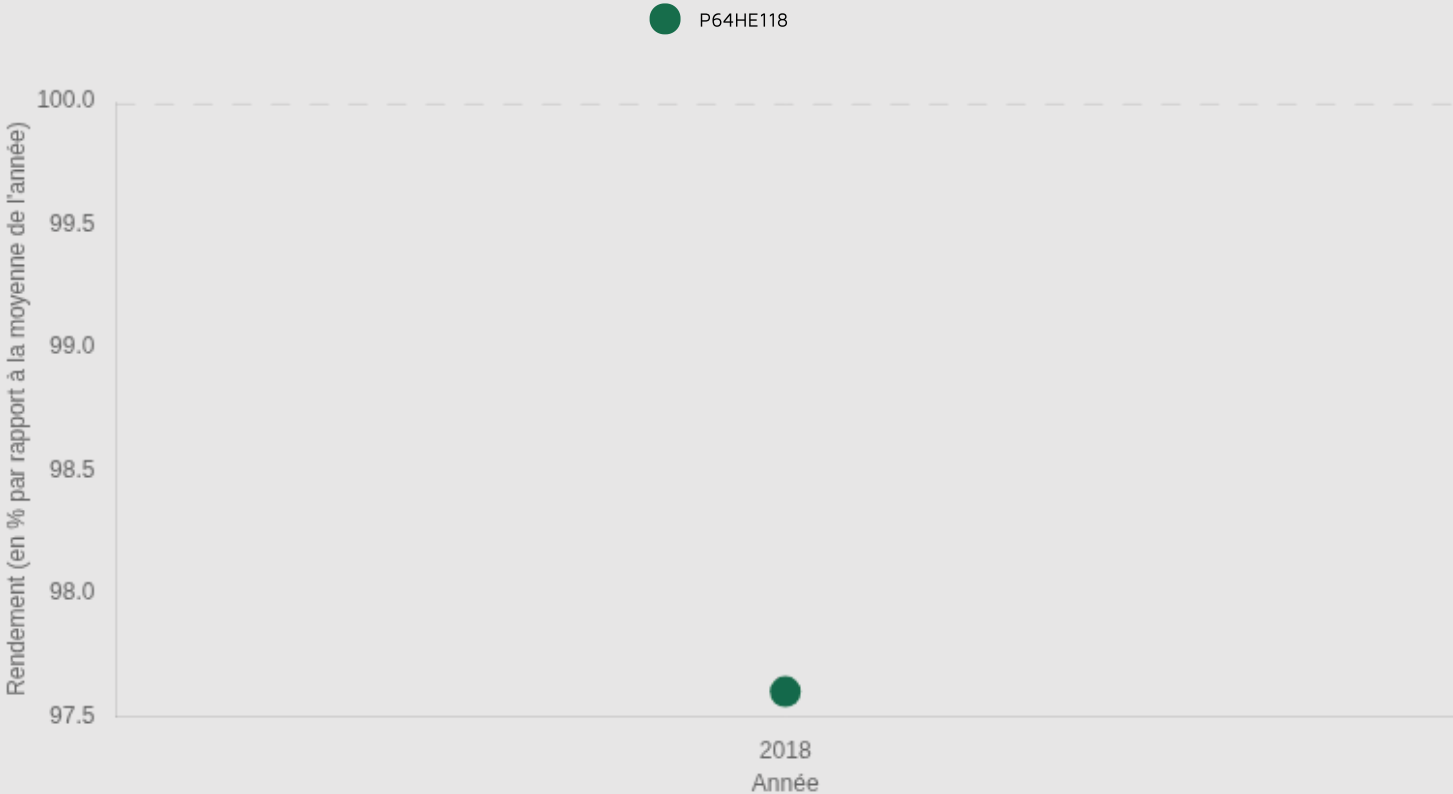 P64HE118
100.0
99.5
99.0
98.5
98.0
97.5
Rendement (en % par rapport à la moyenne de l'année)
2018
Année